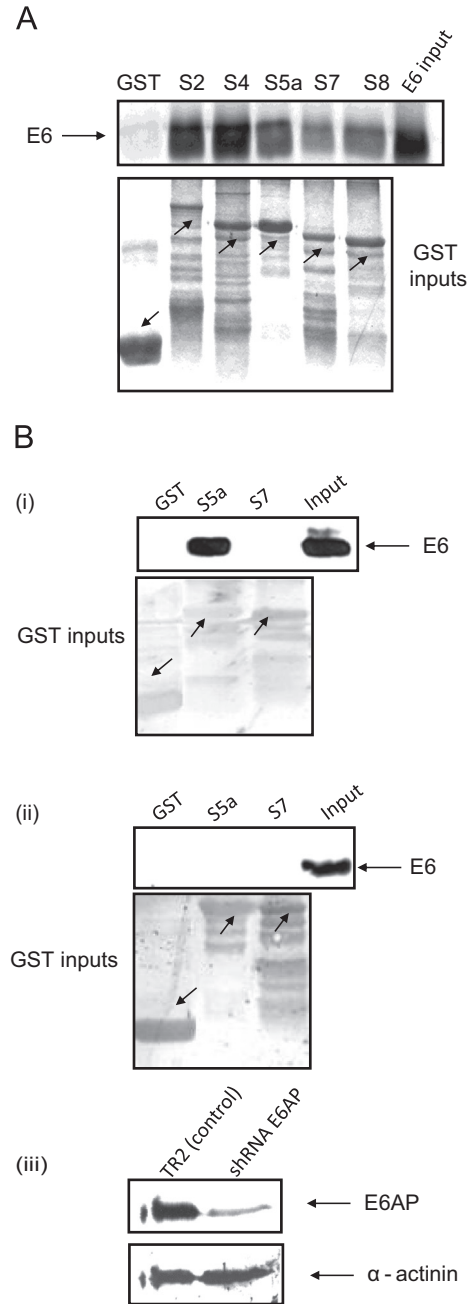 A
GST S2 S4 S5a S7 S8 E6 input
E6
GST
inputs
B
(i)
GST S5a S7 Input
E6
GST inputs
(ii)
GST S5a S7 Input
E6
GST inputs
(iii)
TR2 (control) shRNA E6AP
E6AP
α - actinin